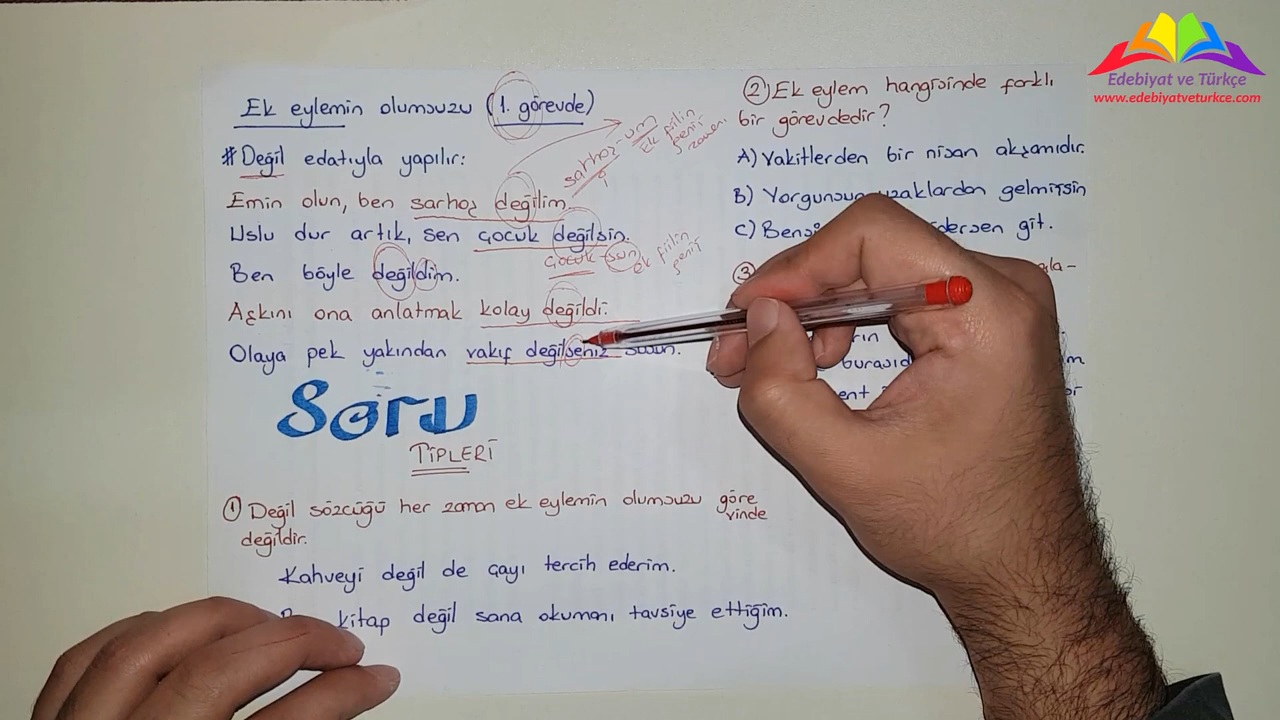 Edebiyat ve Türkçe
www.edebiyatveturkce.com
Ek eylemin olumsuzu (1. görevde)
# Değil edatıyla yapılır:
Emin olun, ben sarhoş değilim.
sarhoş-um
Ek fiilin
geniş
zamanı
Uslu dur artık, sen çocuk değilsin.
çocuk-sun
ek fiilin
geniş
Ben böyle değildim.
Aşkını ona anlatmak kolay değildi.
Olaya pek yakından vakıf değilseniz
Soru
TİPLERİ
1 Değil sözcüğü her zaman ek eylemin olumsuzu göre
vinde
değildir.
Kahveyi değil de çayı tercih ederim.
kitap değil sana okumanı tavsiye ettiğim.
2 Ek eylem hangisinde farklı
bir görevdedir?
A) Vakitlerden bir nisan akşamıdır.
B) Yorgunsun uzaklardan gelmişsin
C) git.
3